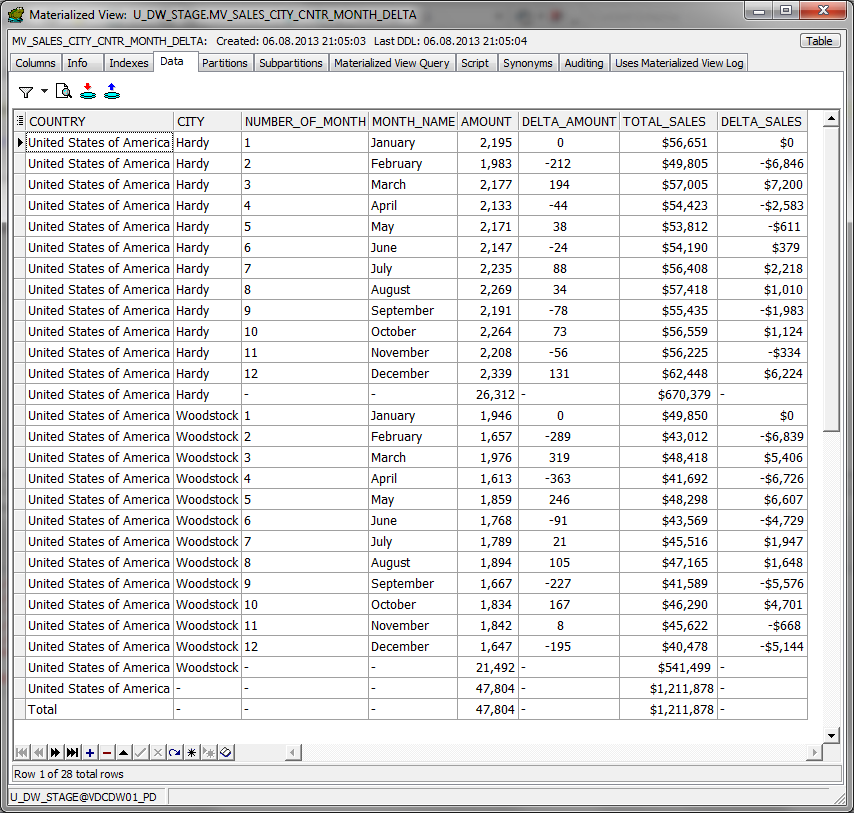 Materialized View: U_DW_STAGE.MV_SALES_CITY_CNTR_MONTH_DELTA
MV_SALES_CITY_CNTR_MONTH_DELTA: Created: 06.08.2013 21:05:03 Last DDL: 06.08.2013 21:05:04 Table
Columns Info Indexes Data Partitions Subpartitions Materialized View Query Script Synonyms Auditing Uses Materialized View Log
COUNTRY CITY NUMBER_OF_MONTH MONTH_NAME AMOUNT DELTA_AMOUNT TOTAL_SALES DELTA_SALES
United States of America Hardy 1 January 2,195 0 $56,651 $0
United States of America Hardy 2 February 1,983 -212 $49,805 -$6,846
United States of America Hardy 3 March 2,177 194 $57,005 $7,200
United States of America Hardy 4 April 2,133 -44 $54,423 -$2,583
United States of America Hardy 5 May 2,171 38 $53,812 -$611
United States of America Hardy 6 June 2,147 -24 $54,190 $379
United States of America Hardy 7 July 2,235 88 $56,408 $2,218
United States of America Hardy 8 August 2,269 34 $57,418 $1,010
United States of America Hardy 9 September 2,191 -78 $55,435 -$1,983
United States of America Hardy 10 October 2,264 73 $56,559 $1,124
United States of America Hardy 11 November 2,208 -56 $56,225 -$334
United States of America Hardy 12 December 2,339 131 $62,448 $6,224
United States of America Hardy - - 26,312 - $670,379 -
United States of America Woodstock 1 January 1,946 0 $49,850 $0
United States of America Woodstock 2 February 1,657 -289 $43,012 -$6,839
United States of America Woodstock 3 March 1,976 319 $48,418 $5,406
United States of America Woodstock 4 April 1,613 -363 $41,692 -$6,726
United States of America Woodstock 5 May 1,859 246 $48,298 $6,607
United States of America Woodstock 6 June 1,768 -91 $43,569 -$4,729
United States of America Woodstock 7 July 1,789 21 $45,516 $1,947
United States of America Woodstock 8 August 1,894 105 $47,165 $1,648
United States of America Woodstock 9 September 1,667 -227 $41,589 -$5,576
United States of America Woodstock 10 October 1,834 167 $46,290 $4,701
United States of America Woodstock 11 November 1,842 8 $45,622 -$668
United States of America Woodstock 12 December 1,647 -195 $40,478 -$5,144
United States of America Woodstock - - 21,492 - $541,499 -
United States of America - - - 47,804 - $1,211,878 -
Total - - - 47,804 - $1,211,878 -
Row 1 of 28 total rows
U_DW_STAGE@VDCDW01_PD